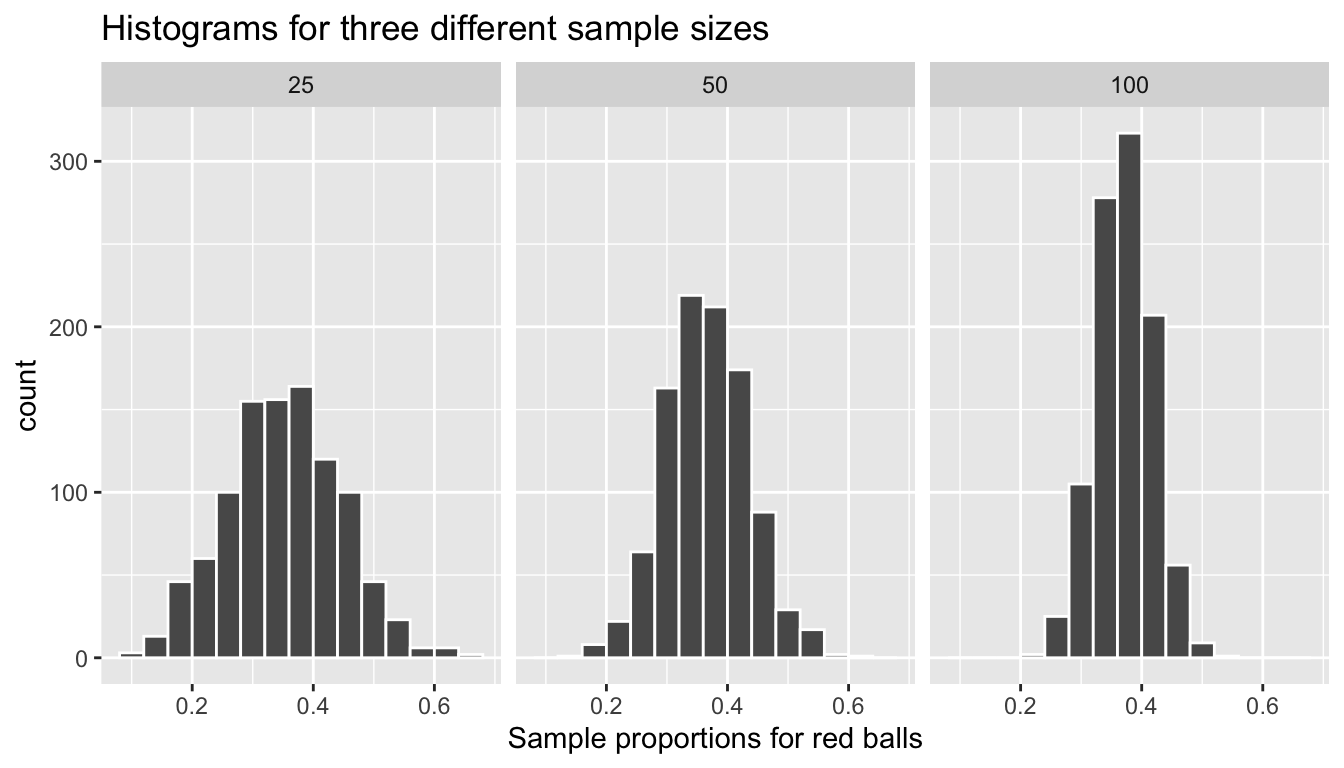 Histograms for three different sample sizes
25 50 100
300
200
100
0
count
0.2 0.4 0.6 0.2 0.4 0.6 0.2 0.4 0.6
Sample proportions for red balls